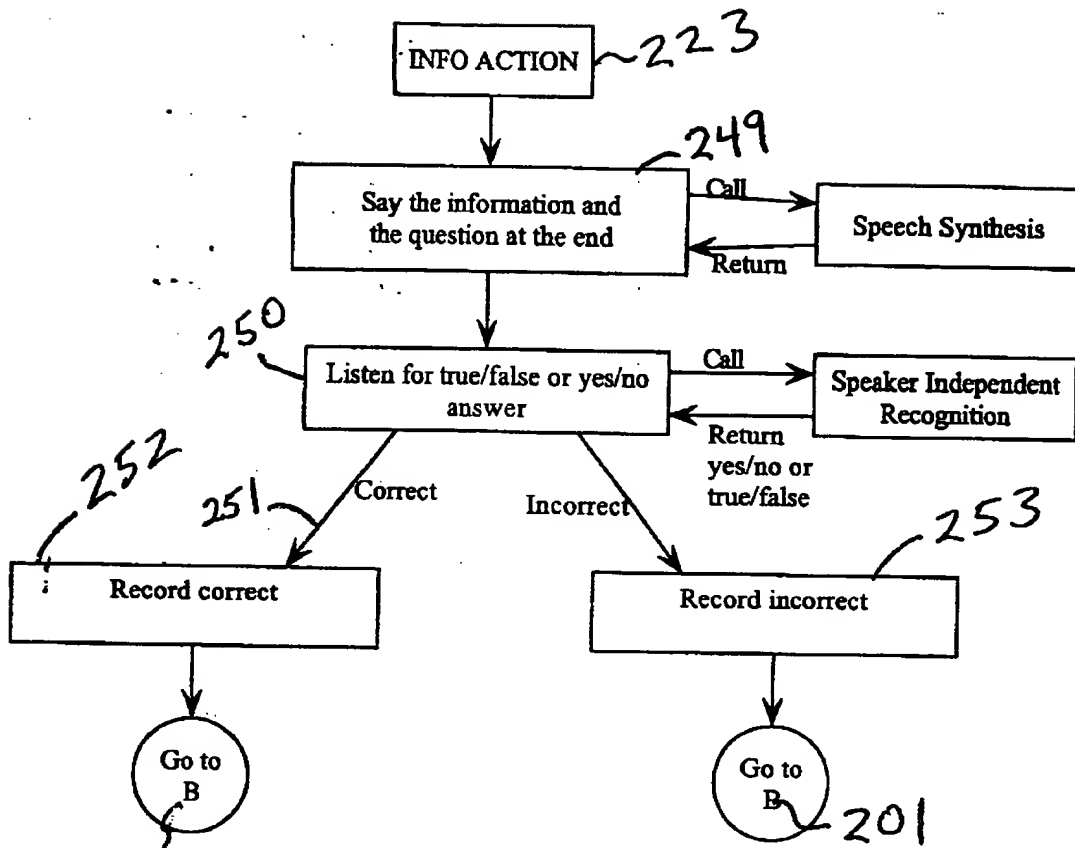 INFO ACTION
223
249
Say the information and
the question at the end
Call
Return
Speech Synthesis
250
Listen for true/false or yes/no
answer
Call
Return
yes/no or
true/false
Speaker Independent
Recognition
252
251
Correct
Incorrect
253
Record correct
Record incorrect
Go to
B
Go to
B
201